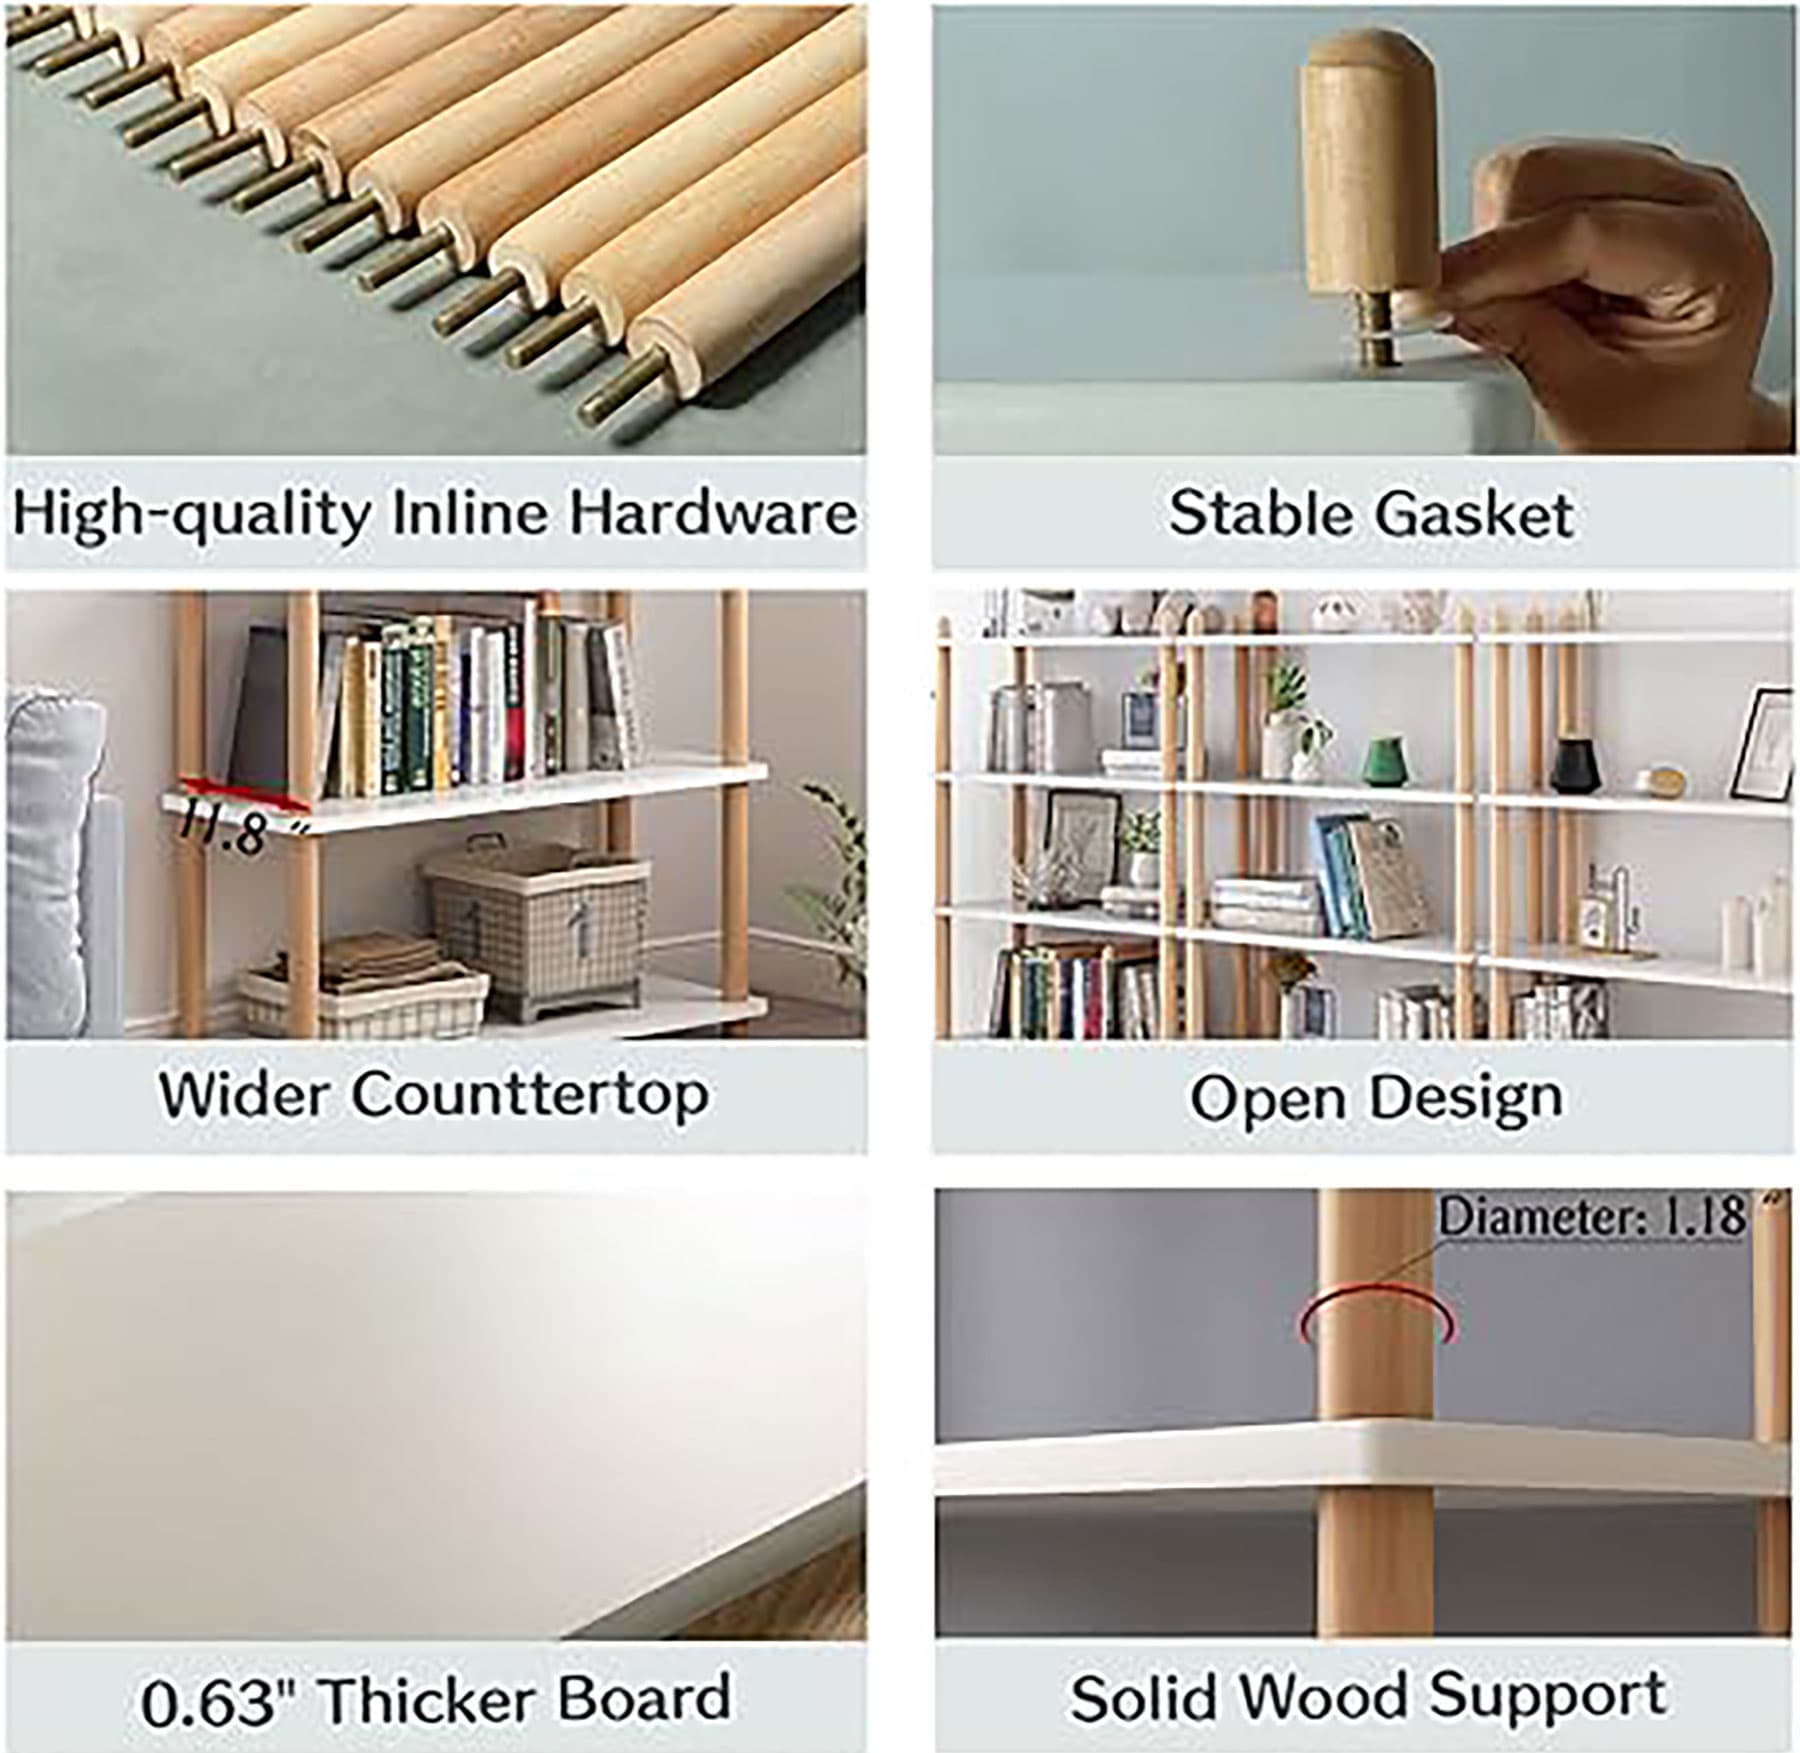 High-quality Inline Hardware
Stable Gasket
11.8 "
Wider Counttertop
Open Design
Diameter: 1.18 "
0.63" Thicker Board
Solid Wood Support